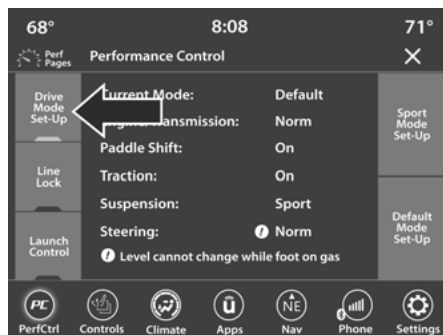 68°
8:08
71°
Perf
Pages
Performance Control
Drive
Mode
Set-Up
Line
Lock
Launch
Control
Current Mode: Default
Transmission: Norm
Paddle Shift: On
Traction: On
Suspension: Sport
Steering: ! Norm
! Level cannot change while foot on gas
Sport
Mode
Set-Up
Default
Mode
Set-Up
PC
PerfCtrl
Controls
Climate
ū
Apps
NE
Nav
Phone
Settings